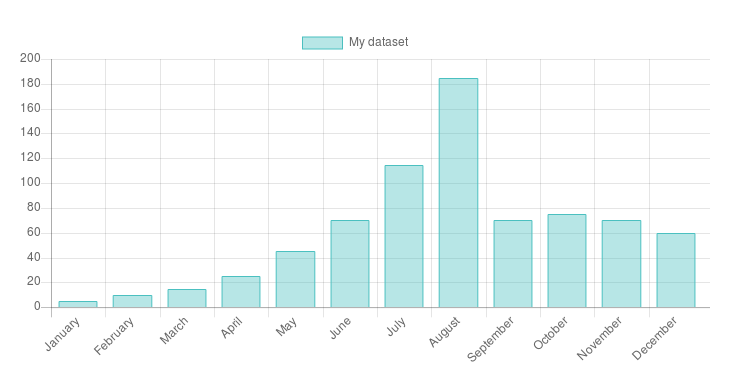 My dataset
200
180
160
140
120
100
80
60
40
20
0
January
February
March
April
May
June
July
August
September
October
November
December